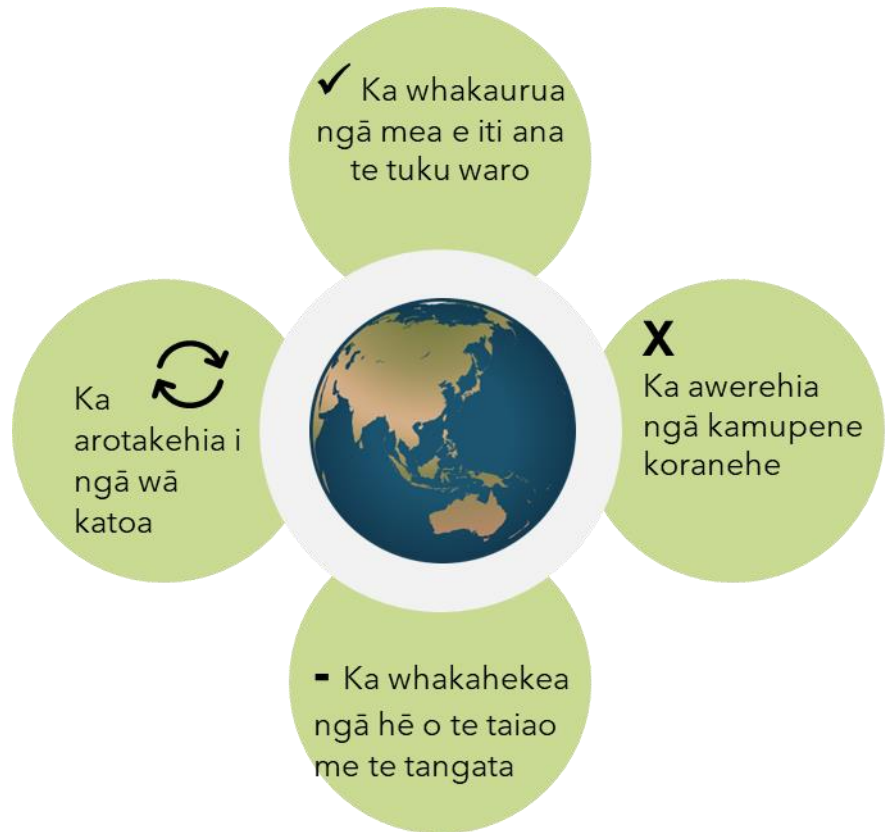 ✓ Ka whakaurua
ngā mea e iti ana
te tuku waro
X
Ka awerehia
ngā kamupene
koranehe
- Ka whakahekea
ngā hē o te taiao
me te tangata
Ka
arotakehia i
ngā wā
katoa